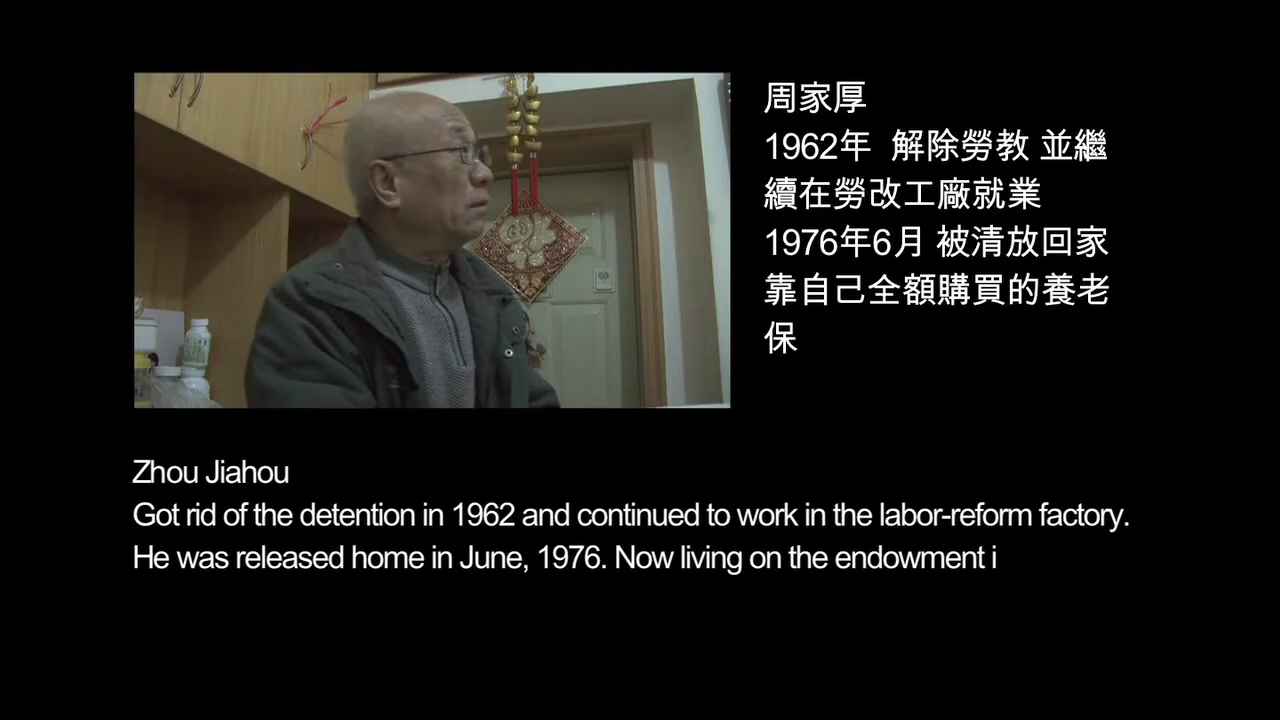 周家厚
1962年 解除勞教 並繼
續在勞改工廠就業
1976年6月 被清放回家
靠自己全額購買的養老
保
Zhou Jiahou
Got rid of the detention in 1962 and continued to work in the labor-reform factory.
He was released home in June, 1976. Now living on the endowment i